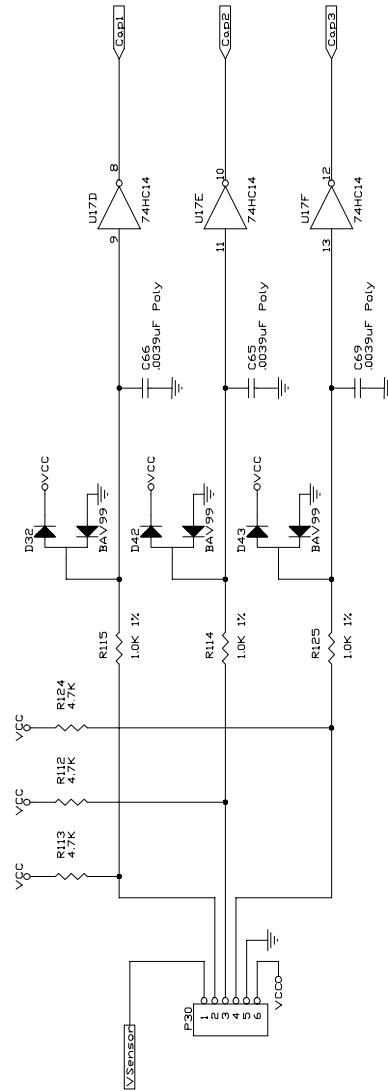 VSensor
P30
1
2
3
4
5
6
VCC
VCC
R113
4.7K
VCC
R112
4.7K
VCC
R124
4.7K
R115
1.0K 1%
D32
VCC
BAV99
C66
.0039uF Poly
U17D
9
8
74HC14
Cap1
R114
1.0K 1%
D42
VCC
BAV99
C65
.0039uF Poly
U17E
11
10
74HC14
Cap2
R125
1.0K 1%
D43
VCC
BAV99
C69
.0039uF Poly
U17F
13
12
74HC14
Cap3